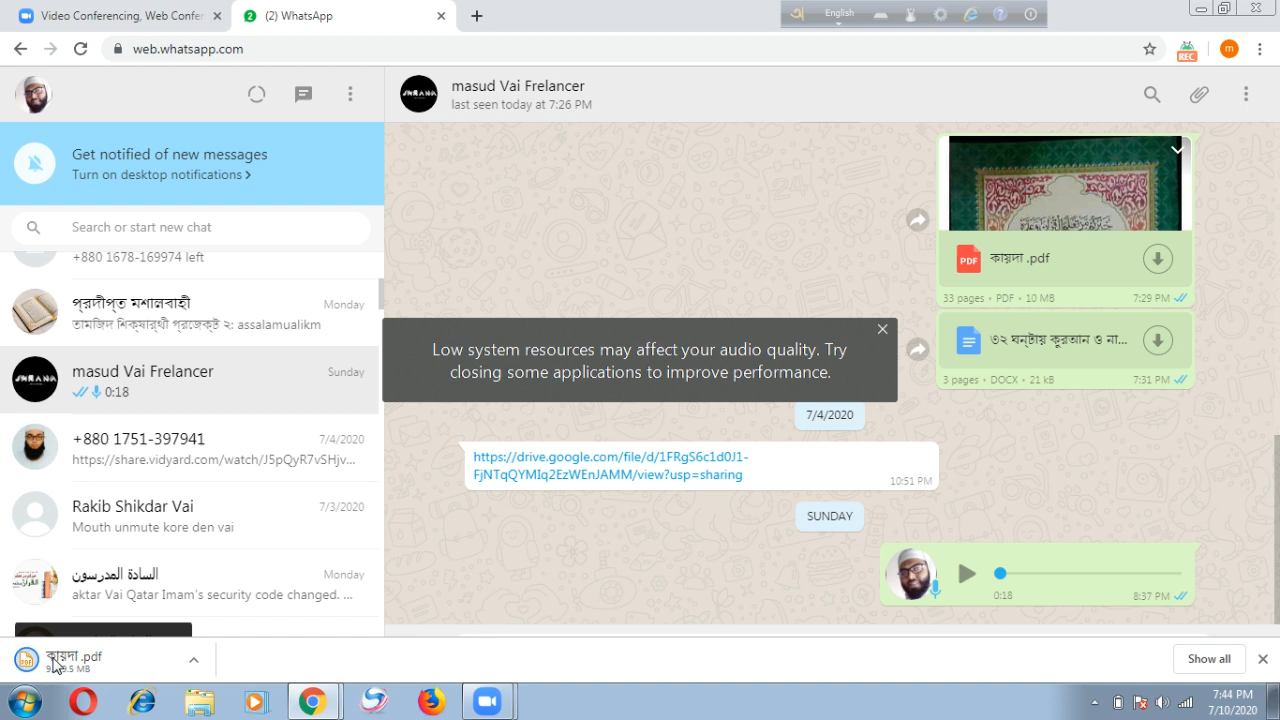 Video Conferencing, Web Confer
(2) WhatsApp
English
web.whatsapp.com
REC
m
masud Vai Frelancer
last seen today at 7:26 PM
Get notified of new messages
Turn on desktop notifications >
Search or start new chat
+880 1678-169974 left
প্রদীপ্ত মশালবাহী
Monday
তামজিদ শিক্ষার্থী প্রজেক্ট ২: assalamualikm
masud Vai Frelancer
Sunday
0:18
+880 1751-397941
7/4/2020
https://share.vidyard.com/watch/J5pQyR7vSHjv...
Rakib Shikdar Vai
7/3/2020
Mouth unmute kore den vai
السادة المدرسون
Monday
aktar Vai Qatar Imam's security code changed. ...
PDF
কায়দা .pdf
33 pages • PDF • 10 MB
7:29 PM
৩২ ঘন্টায় কুরআন ও না...
3 pages • DOCX • 21 kB
7:31 PM
Low system resources may affect your audio quality. Try
closing some applications to improve performance.
7/4/2020
https://drive.google.com/file/d/1FRgS6c1d0J1-
FjNTqQYMIq2EzWEnJAMM/view?usp=sharing
10:51 PM
SUNDAY
0:18
8:37 PM
কায়দা .pdf
9.5 MB
Show all
7:44 PM
7/10/2020